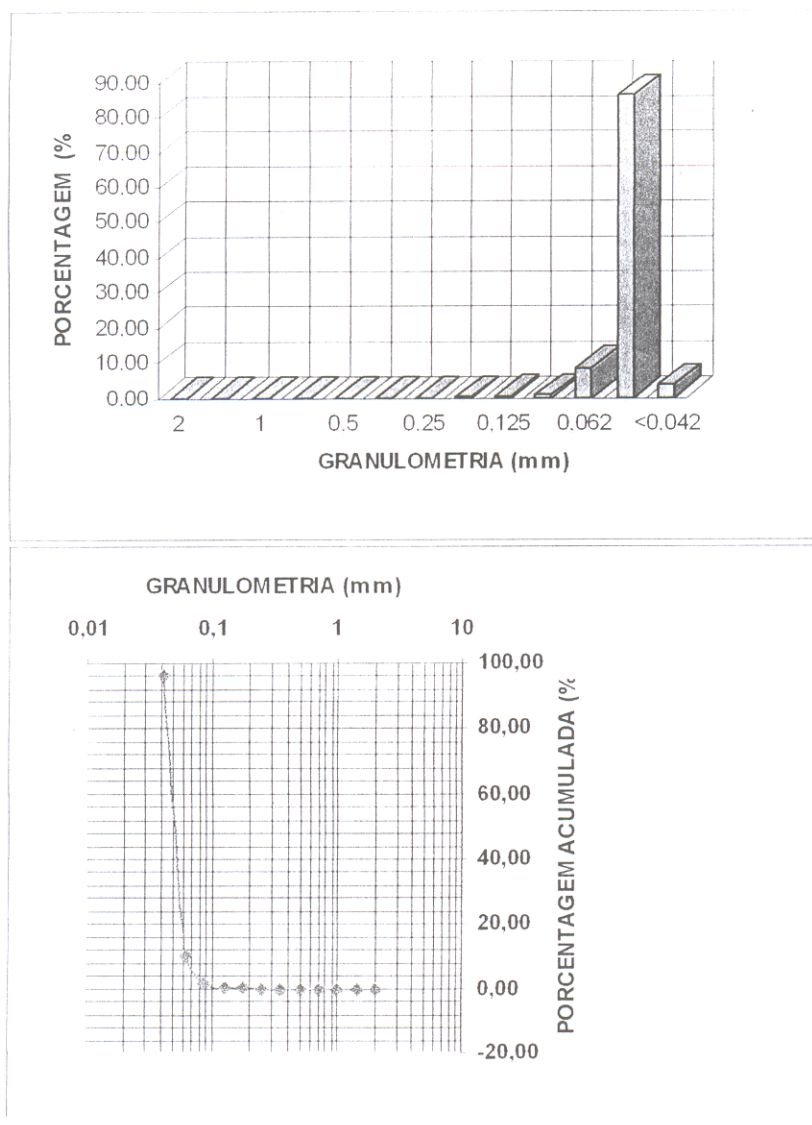 90.00
80.00
70.00
60.00
50.00
40.00
30.00
20.00
10.00
0.00
PORCENTAGEM (%
2 1 0.5 0.25 0.125 0.062 <0.042
GRANULOMETRIA (mm)
GRANULOMETRIA (mm)
0,01 0,1 1 10
100,00
80,00
60,00
40,00
20,00
0,00
-20,00
PORCENTAGEM ACUMULADA (%